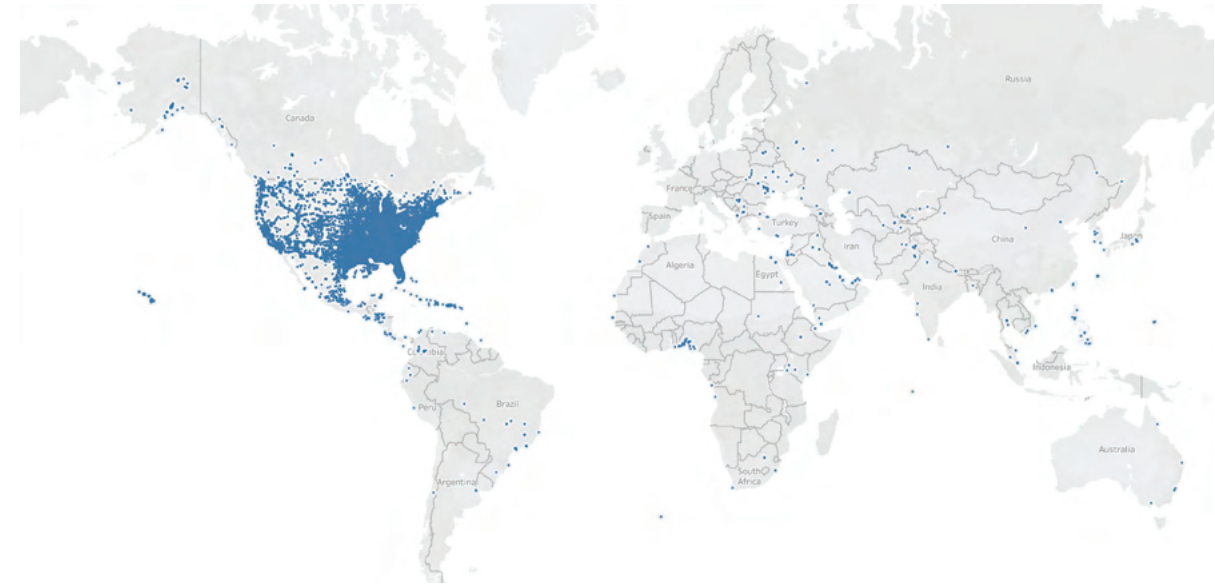 Russia
Canada
France
Spain
Turkey
Iran
China
Japan
Algeria
Egypt
India
Colombia
Indonesia
Peru
Brazil
Australia
South
Africa
Argentina